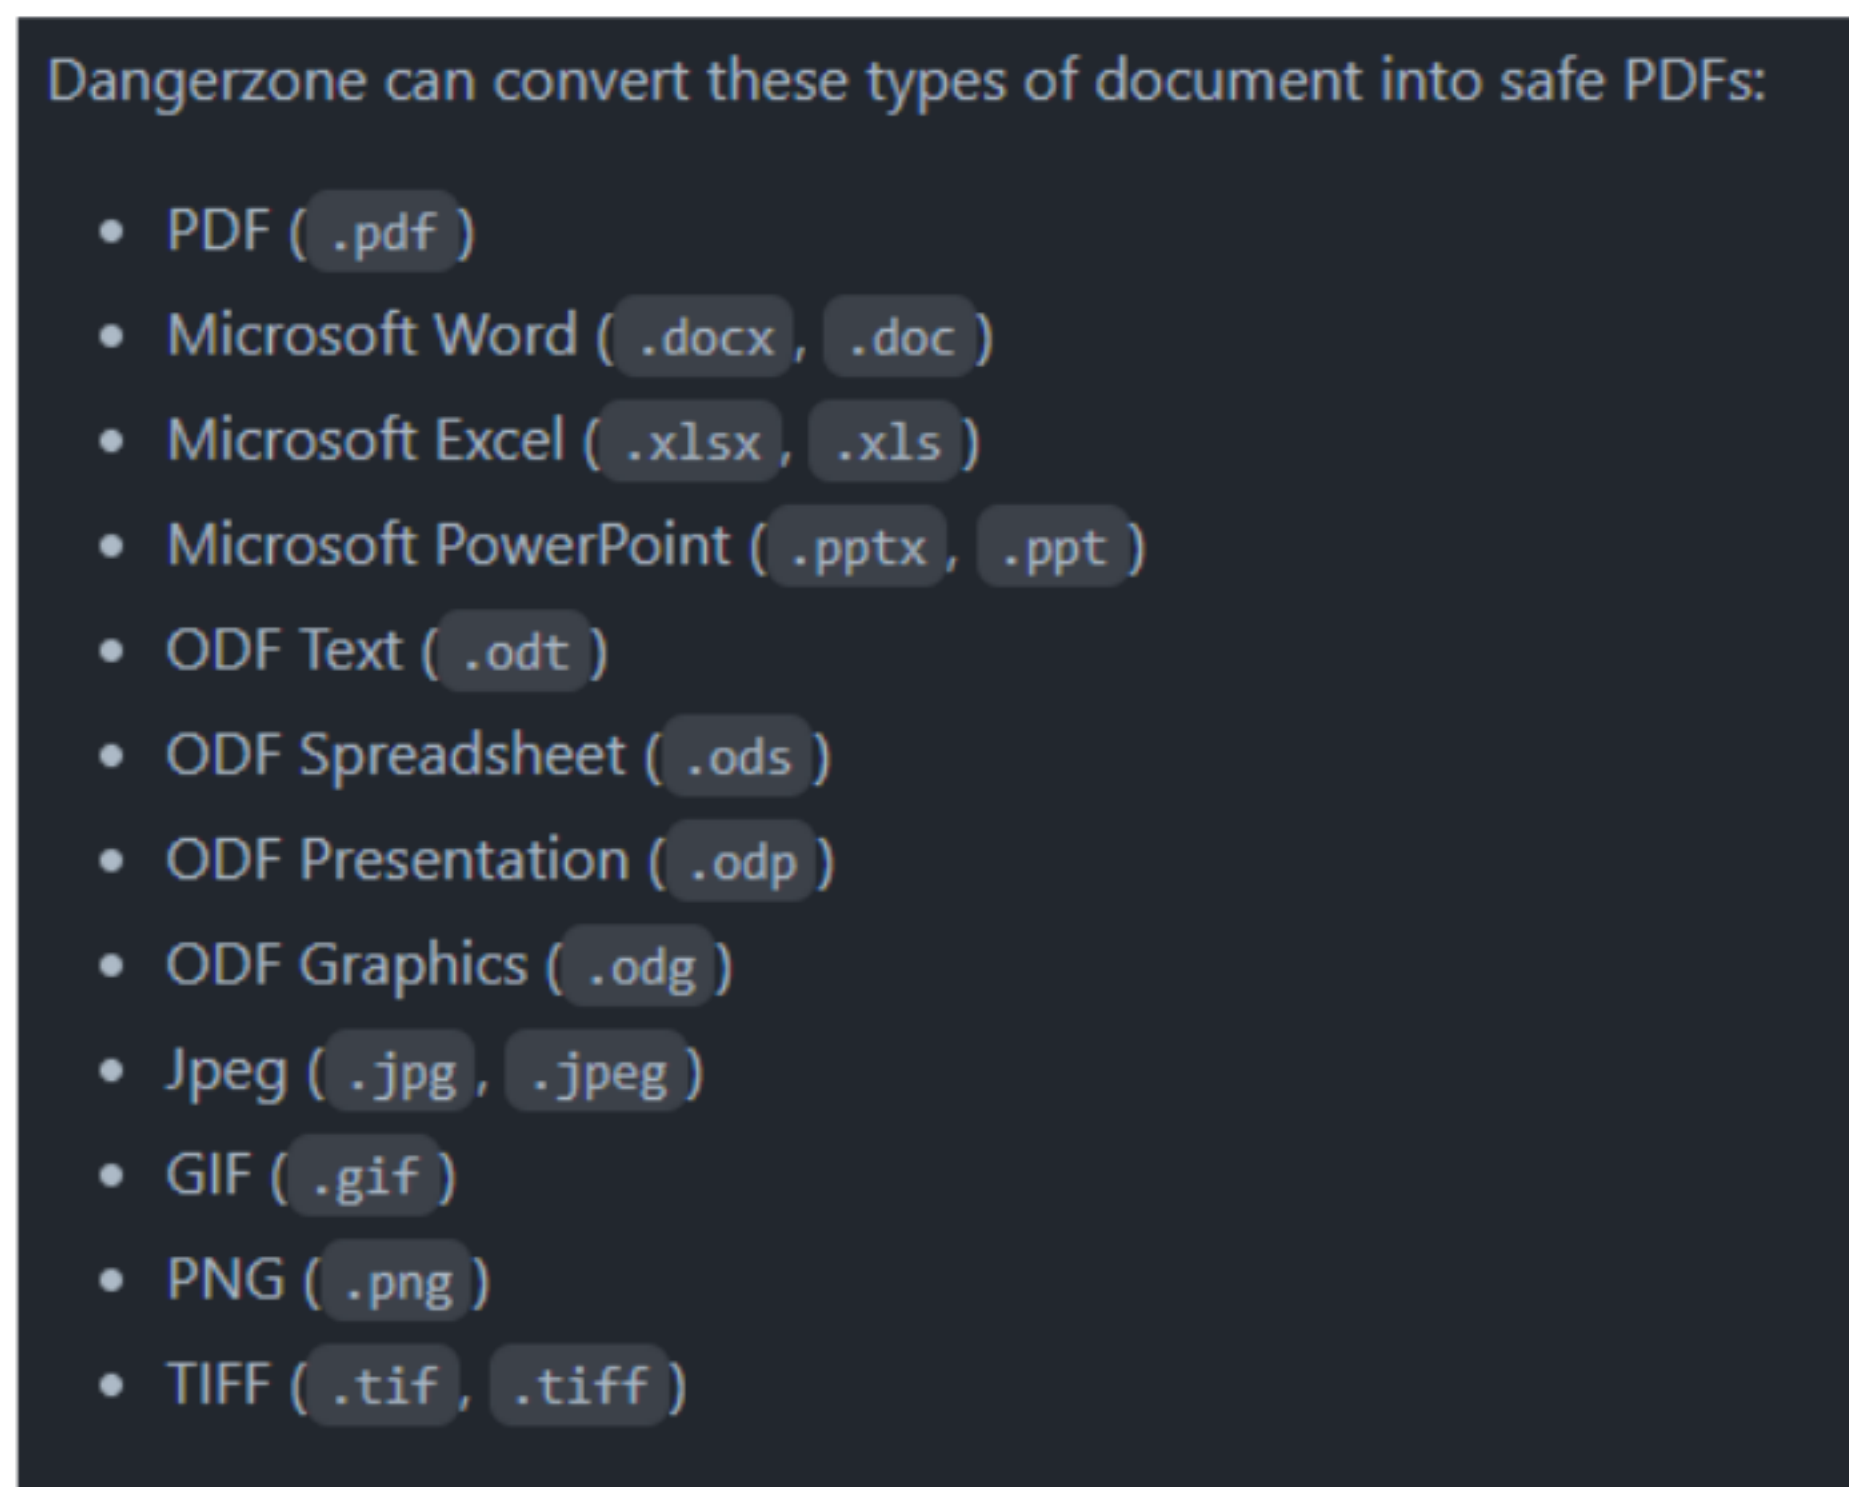 Dangerzone can convert these types of document into safe PDFs:
• PDF ( .pdf )
• Microsoft Word ( .docx , .doc )
• Microsoft Excel ( .xlsx , .xls )
• Microsoft PowerPoint ( .pptx , .ppt )
• ODF Text ( .odt )
• ODF Spreadsheet ( .ods )
• ODF Presentation ( .odp )
• ODF Graphics ( .odg )
• Jpeg ( .jpg , .jpeg )
• GIF ( .gif )
• PNG ( .png )
• TIFF ( .tif , .tiff )